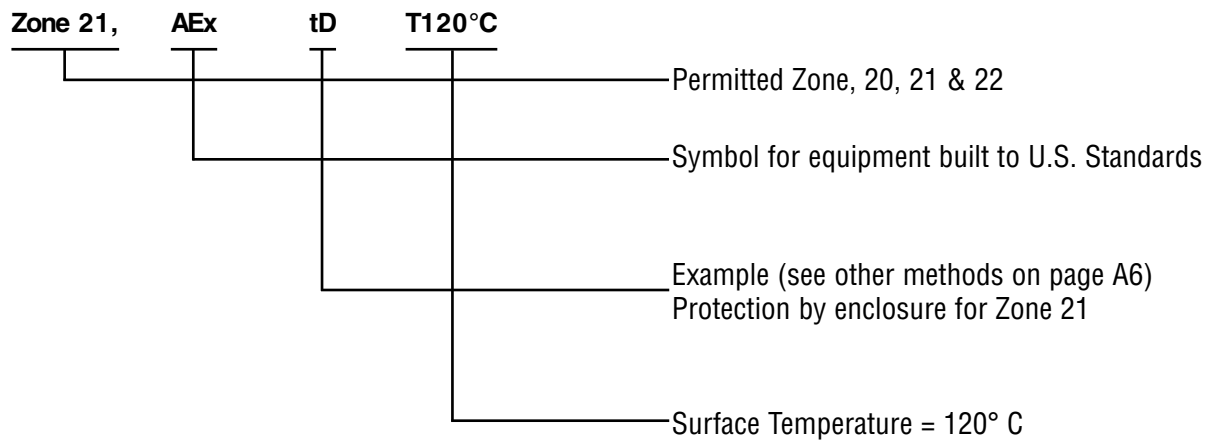 Zone 21, AEx tD T120°C
Permitted Zone, 20, 21 & 22
Symbol for equipment built to U.S. Standards
Example (see other methods on page A6)
Protection by enclosure for Zone 21
Surface Temperature = 120° C